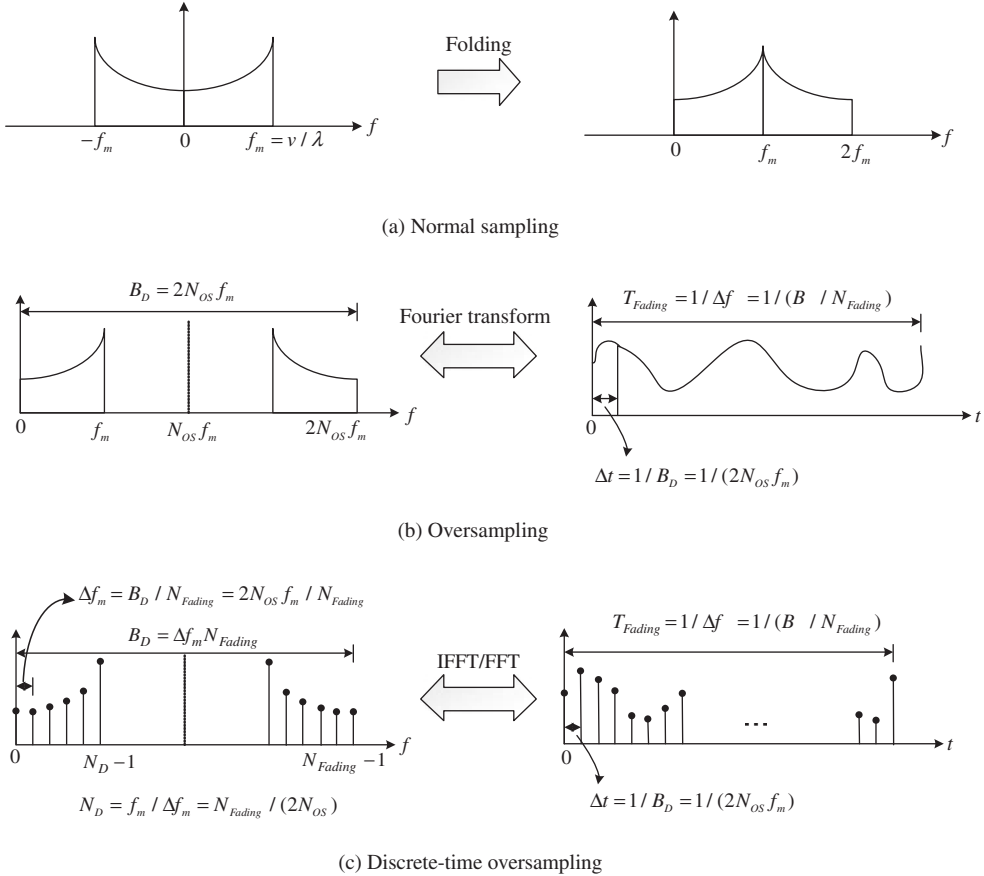 Folding
f
−f_m
0
f_m = v / λ
0
f_m
2f_m
f
(a) Normal sampling
B_D = 2N_OS f_m
Fourier transform
T_Fading = 1 / Δf = 1 / (B / N_Fading)
0
f_m
N_OS f_m
2N_OS f_m
f
0
t
Δt = 1 / B_D = 1 / (2N_OS f_m)
(b) Oversampling
Δf_m = B_D / N_Fading = 2N_OS f_m / N_Fading
B_D = Δf_m N_Fading
IFFT/FFT
T_Fading = 1 / Δf = 1 / (B / N_Fading)
0
N_D −1
N_Fading −1
f
0
t
N_D = f_m / Δf_m = N_Fading / (2N_OS)
Δt = 1 / B_D = 1 / (2N_OS f_m)
(c) Discrete-time oversampling